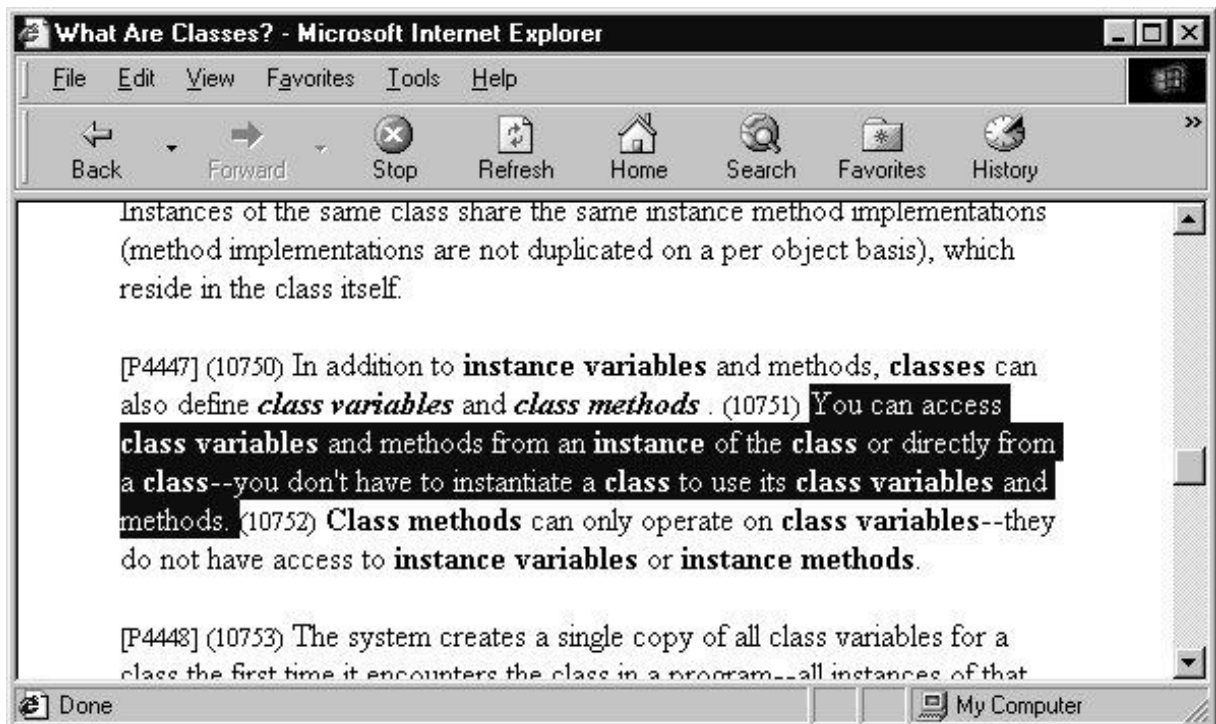 What Are Classes? - Microsoft Internet Explorer
File Edit View Favorites Tools Help
»
Back Forward Stop Refresh Home Search Favorites History
Instances of the same class share the same instance method implementations
(method implementations are not duplicated on a per object basis), which
reside in the class itself.
[P4447] (10750) In addition to instance variables and methods, classes can
also define class variables and class methods . (10751) You can access
class variables and methods from an instance of the class or directly from
a class--you don't have to instantiate a class to use its class variables and
methods. (10752) Class methods can only operate on class variables--they
do not have access to instance variables or instance methods.
[P4448] (10753) The system creates a single copy of all class variables for a
class the first time it encounters the class in a program--all instances of that
Done My Computer